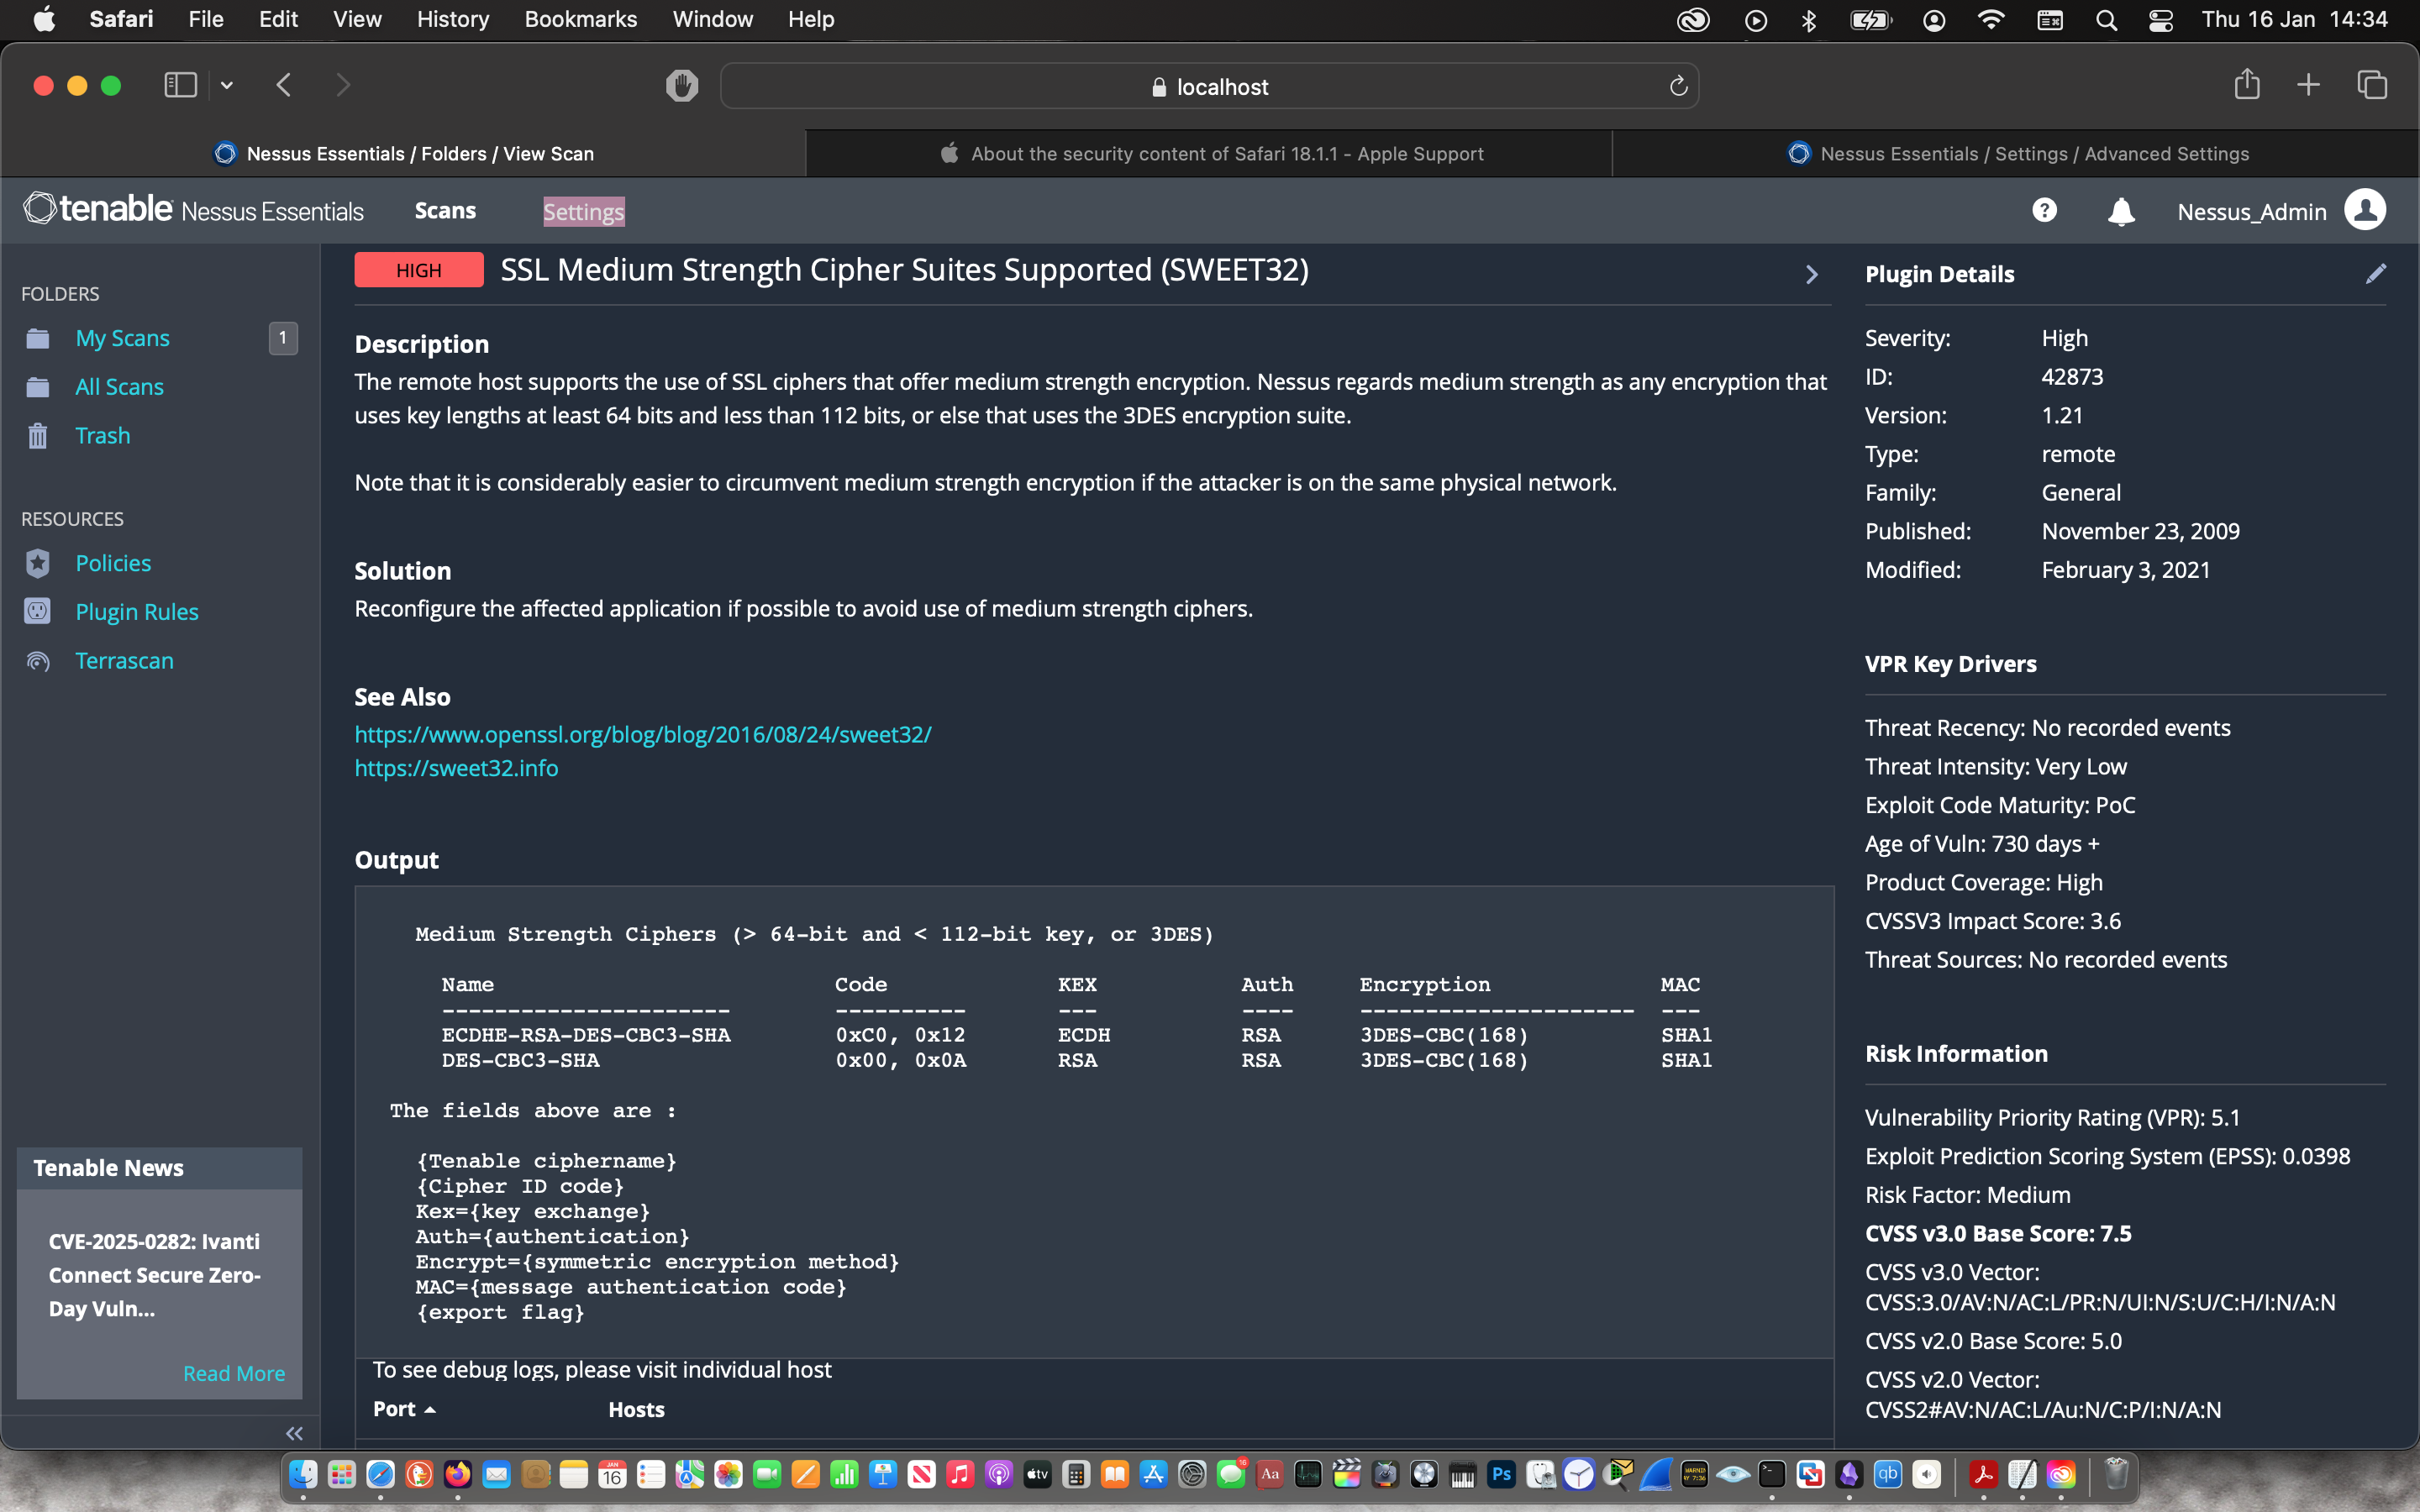 Safari File Edit View History Bookmarks Window Help Thu 16 Jan 14:34
localhost
Nessus Essentials / Folders / View Scan
About the security content of Safari 18.1.1 - Apple Support
Nessus Essentials / Settings / Advanced Settings
tenable Nessus Essentials Scans Settings ? Nessus_Admin
FOLDERS
My Scans 1
All Scans
Trash
RESOURCES
Policies
Plugin Rules
Terrascan
Tenable News
CVE-2025-0282: Ivanti
Connect Secure Zero-
Day Vuln...
Read More
HIGH SSL Medium Strength Cipher Suites Supported (SWEET32)
Description
The remote host supports the use of SSL ciphers that offer medium strength encryption. Nessus regards medium strength as any encryption that
uses key lengths at least 64 bits and less than 112 bits, or else that uses the 3DES encryption suite.
Note that it is considerably easier to circumvent medium strength encryption if the attacker is on the same physical network.
Solution
Reconfigure the affected application if possible to avoid use of medium strength ciphers.
See Also
https://www.openssl.org/blog/blog/2016/08/24/sweet32/
https://sweet32.info
Output
Medium Strength Ciphers (> 64-bit and < 112-bit key, or 3DES)
Name Code KEX Auth Encryption MAC
---------------------- ---------- --- ---- --------------------- ---
ECDHE-RSA-DES-CBC3-SHA 0xC0, 0x12 ECDH RSA 3DES-CBC(168) SHA1
DES-CBC3-SHA 0x00, 0x0A RSA RSA 3DES-CBC(168) SHA1
The fields above are :
{Tenable ciphername}
{Cipher ID code}
Kex={key exchange}
Auth={authentication}
Encrypt={symmetric encryption method}
MAC={message authentication code}
{export flag}
To see debug logs, please visit individual host
Port Hosts
Plugin Details
Severity: High
ID: 42873
Version: 1.21
Type: remote
Family: General
Published: November 23, 2009
Modified: February 3, 2021
VPR Key Drivers
Threat Recency: No recorded events
Threat Intensity: Very Low
Exploit Code Maturity: PoC
Age of Vuln: 730 days +
Product Coverage: High
CVSSV3 Impact Score: 3.6
Threat Sources: No recorded events
Risk Information
Vulnerability Priority Rating (VPR): 5.1
Exploit Prediction Scoring System (EPSS): 0.0398
Risk Factor: Medium
CVSS v3.0 Base Score: 7.5
CVSS v3.0 Vector:
CVSS:3.0/AV:N/AC:L/PR:N/UI:N/S:U/C:H/I:N/A:N
CVSS v2.0 Base Score: 5.0
CVSS v2.0 Vector:
CVSS2#AV:N/AC:L/Au:N/C:P/I:N/A:N
JAN 16 tv 16 Aa Ps qb